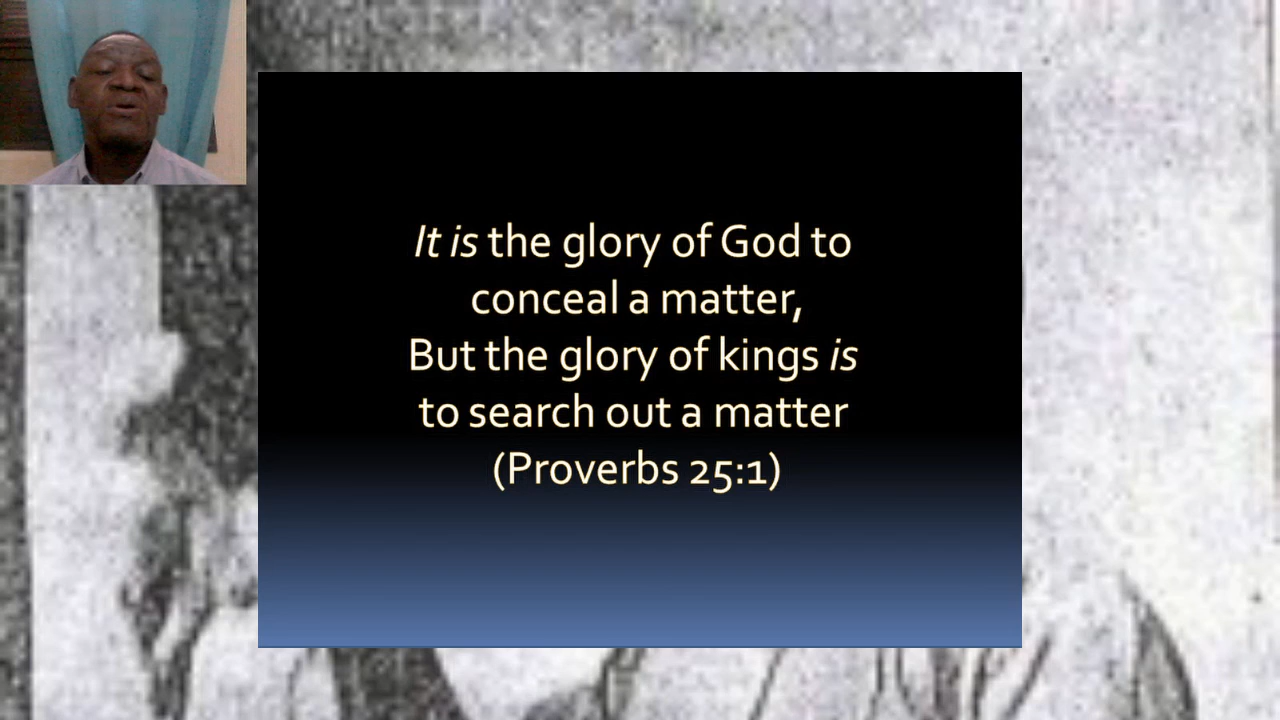 It is the glory of God to
conceal a matter,
But the glory of kings is
to search out a matter
(Proverbs 25:1)